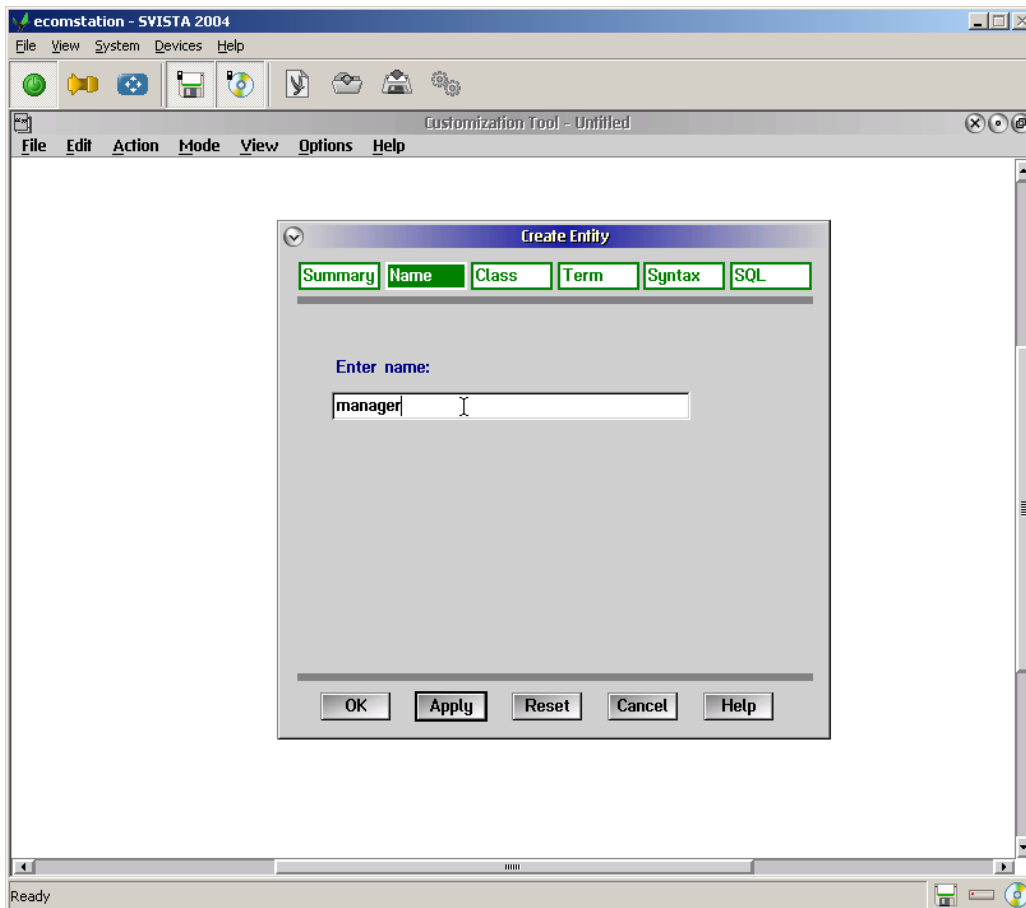 ecomstation - SVISTA 2004
File View System Devices Help
Customization Tool - Untitled
File Edit Action Mode View Options Help
Create Entity
Summary Name Class Term Syntax SQL
Enter name:
manager
OK Apply Reset Cancel Help
Ready